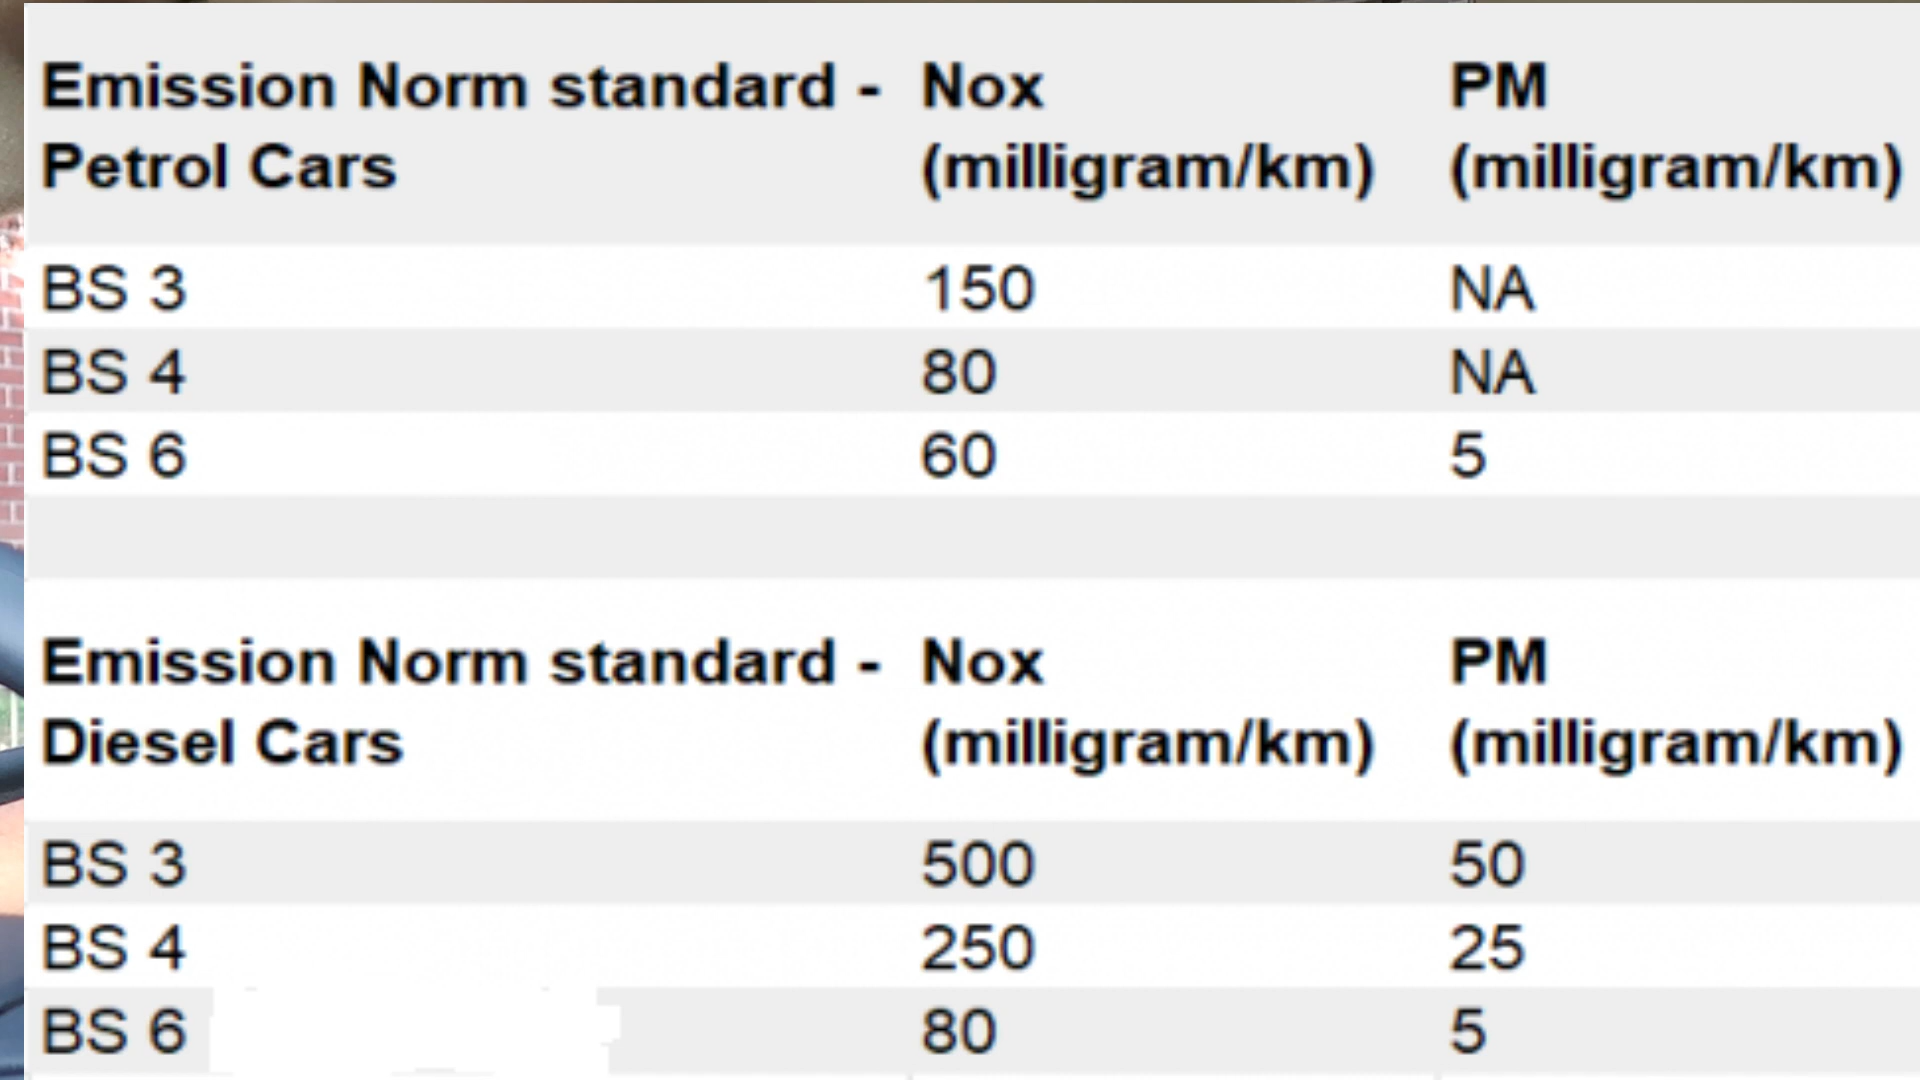 Emission Norm standard - Nox PM
Petrol Cars (milligram/km) (milligram/km)
BS 3 150 NA
BS 4 80 NA
BS 6 60 5
Emission Norm standard - Nox PM
Diesel Cars (milligram/km) (milligram/km)
BS 3 500 50
BS 4 250 25
BS 6 80 5